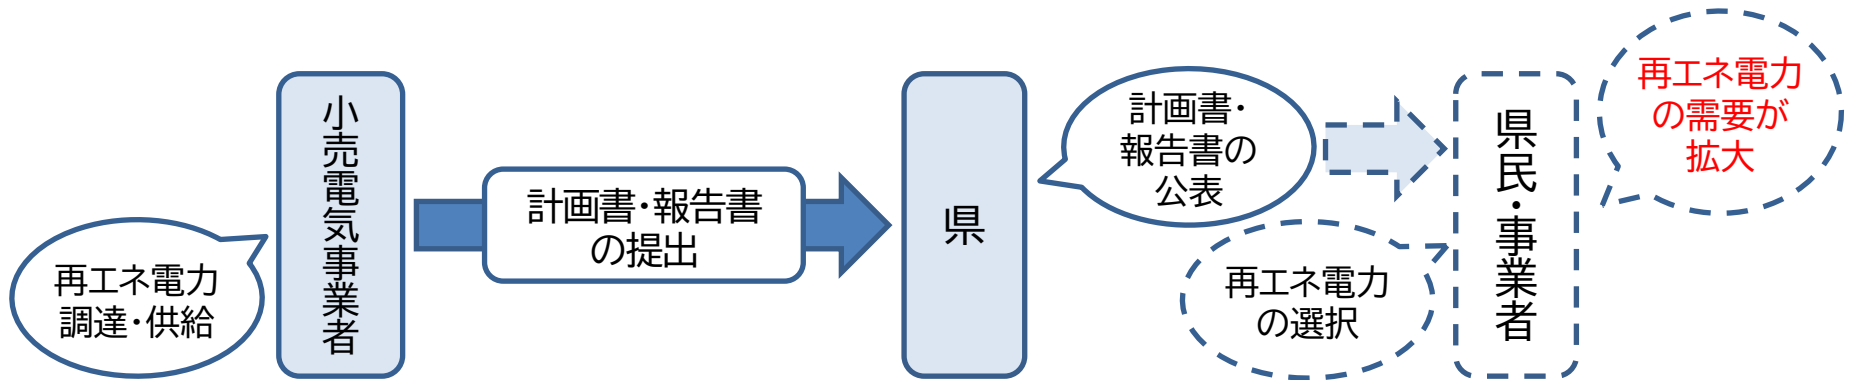 再エネ電力
調達・供給
小売電気事業者
計画書・報告書
の提出
県
計画書・
報告書の
公表
再エネ電力
の選択
県民・事業者
再エネ電力
の需要が
拡大